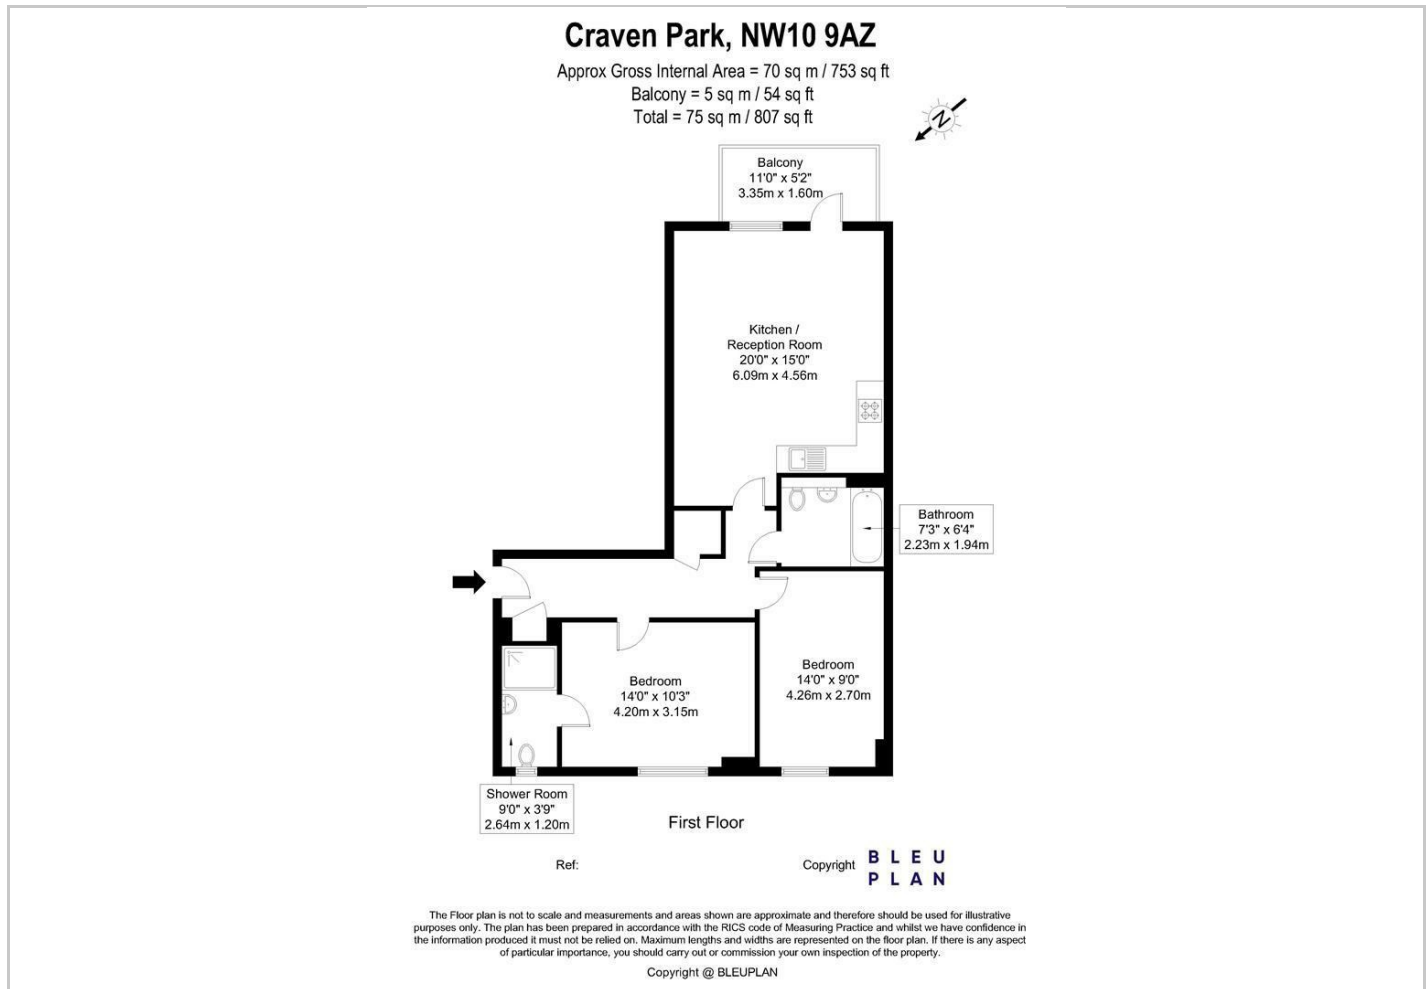 Craven Park, NW10 9AZ
Approx Gross Internal Area = 70 sq m / 753 sq ft
Balcony = 5 sq m / 54 sq ft
Total = 75 sq m / 807 sq ft
N
Balcony
11'0" x 5'2"
3.35m x 1.60m
Kitchen /
Reception Room
20'0" x 15'0"
6.09m x 4.56m
Bathroom
7'3" x 6'4"
2.23m x 1.94m
Bedroom
14'0" x 9'0"
4.26m x 2.70m
Bedroom
14'0" x 10'3"
4.20m x 3.15m
Shower Room
9'0" x 3'9"
2.64m x 1.20m
First Floor
Ref:
Copyright
BLEU
PLAN
The Floor plan is not to scale and measurements and areas shown are approximate and therefore should be used for illustrative
purposes only. The plan has been prepared in accordance with the RICS code of Measuring Practice and whilst we have confidence in
the information produced it must not be relied on. Maximum lengths and widths are represented on the floor plan. If there is any aspect
of particular importance, you should carry out or commission your own inspection of the property.
Copyright @ BLEUPLAN